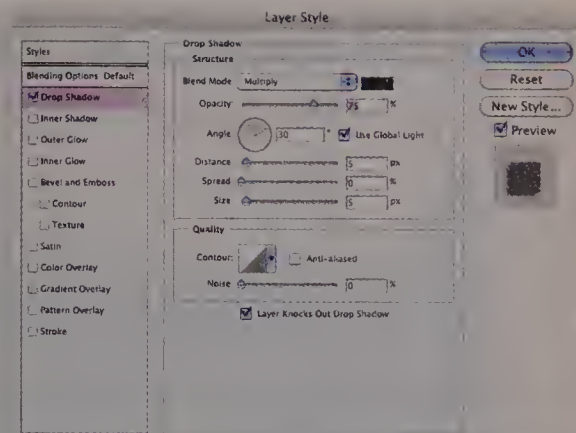 Layer Style
Styles
Blending Options: Default
Drop Shadow
Inner Shadow
Outer Glow
Inner Glow
Bevel and Emboss
Contour
Texture
Satin
Color Overlay
Gradient Overlay
Pattern Overlay
Stroke
Drop Shadow
Structure
Blend Mode: Multiply
Opacity: 75 %
Angle: 30 ° Use Global Light
Distance: 5 px
Spread: 0 %
Size: 5 px
Quality
Contour: Anti-aliased
Noise: 0 %
Layer Knocks Out Drop Shadow
OK
Reset
New Style...
Preview